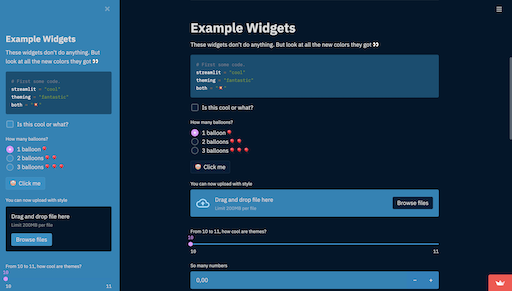 Example Widgets
These widgets don't do anything. But
look at all the new colors they got 👀
# First some code.
streamlit = "cool"
theming = "fantastic"
both = "💥"
Is this cool or what?
How many balloons?
1 balloon 🎈
2 balloons 🎈 🎈
3 balloons 🎈 🎈 🎈
Click me
You can now upload with style
Drag and drop file here
Limit 200MB per file
Browse files
From 10 to 11, how cool are themes?
10
10 11
Example Widgets
These widgets don't do anything. But look at all the new colors they got 👀
# First some code.
streamlit = "cool"
theming = "fantastic"
both = "💥"
Is this cool or what?
How many balloons?
1 balloon 🎈
2 balloons 🎈 🎈
3 balloons 🎈 🎈 🎈
Click me
You can now upload with style
Drag and drop file here
Limit 200MB per file
Browse files
From 10 to 11, how cool are themes?
10
10 11
So many numbers
0,00